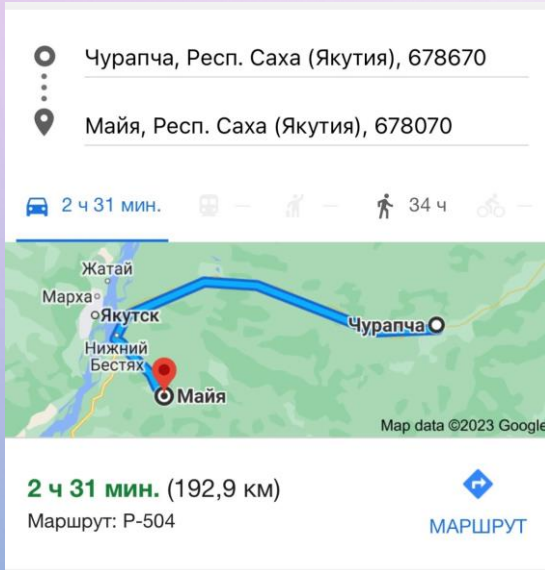 Чурапча, Респ. Саха (Якутия), 678670
Майя, Респ. Саха (Якутия), 678070
2 ч 31 мин. — — 34 ч —
Жатай
Марха
Якутск
Чурапча
Нижний
Бестях
Майя
Map data ©2023 Google
2 ч 31 мин. (192,9 км)
Маршрут: Р-504
МАРШРУТ